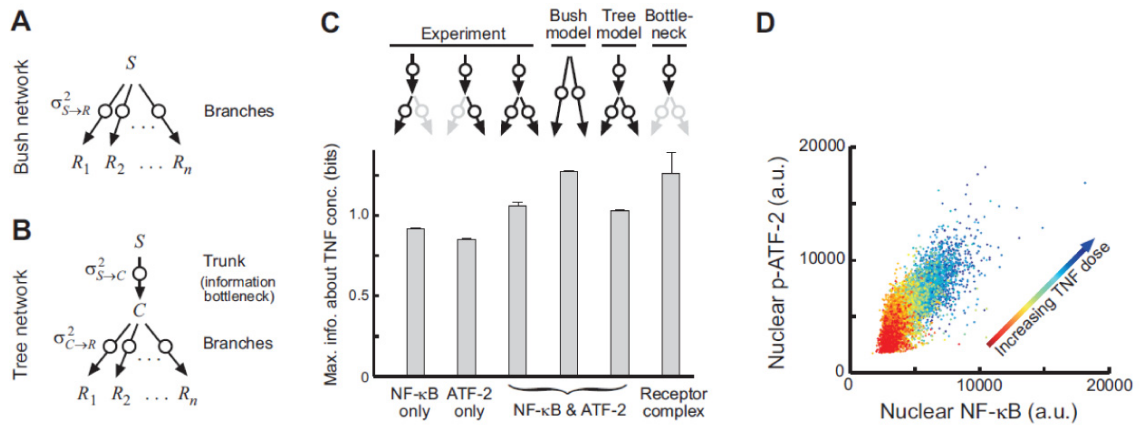 A
Bush network
S
σ²S→R
Branches
R1 R2 . . . Rn
B
Tree network
S
σ²S→C
Trunk
(information
bottleneck)
C
σ²C→R
Branches
R1 R2 . . . Rn
C
Experiment
Bush
model
Tree
model
Bottle-
neck
Max. info. about TNF conc. (bits)
1.0
0.5
0
NF-κB
only
ATF-2
only
NF-κB & ATF-2
Receptor
complex
D
Nuclear p-ATF-2 (a.u.)
20000
10000
0
Increasing TNF dose
0 10000 20000
Nuclear NF-κB (a.u.)